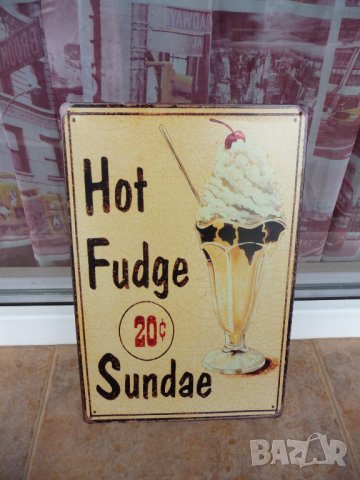 Hot
Fudge
20¢
Sundae
BAZAR